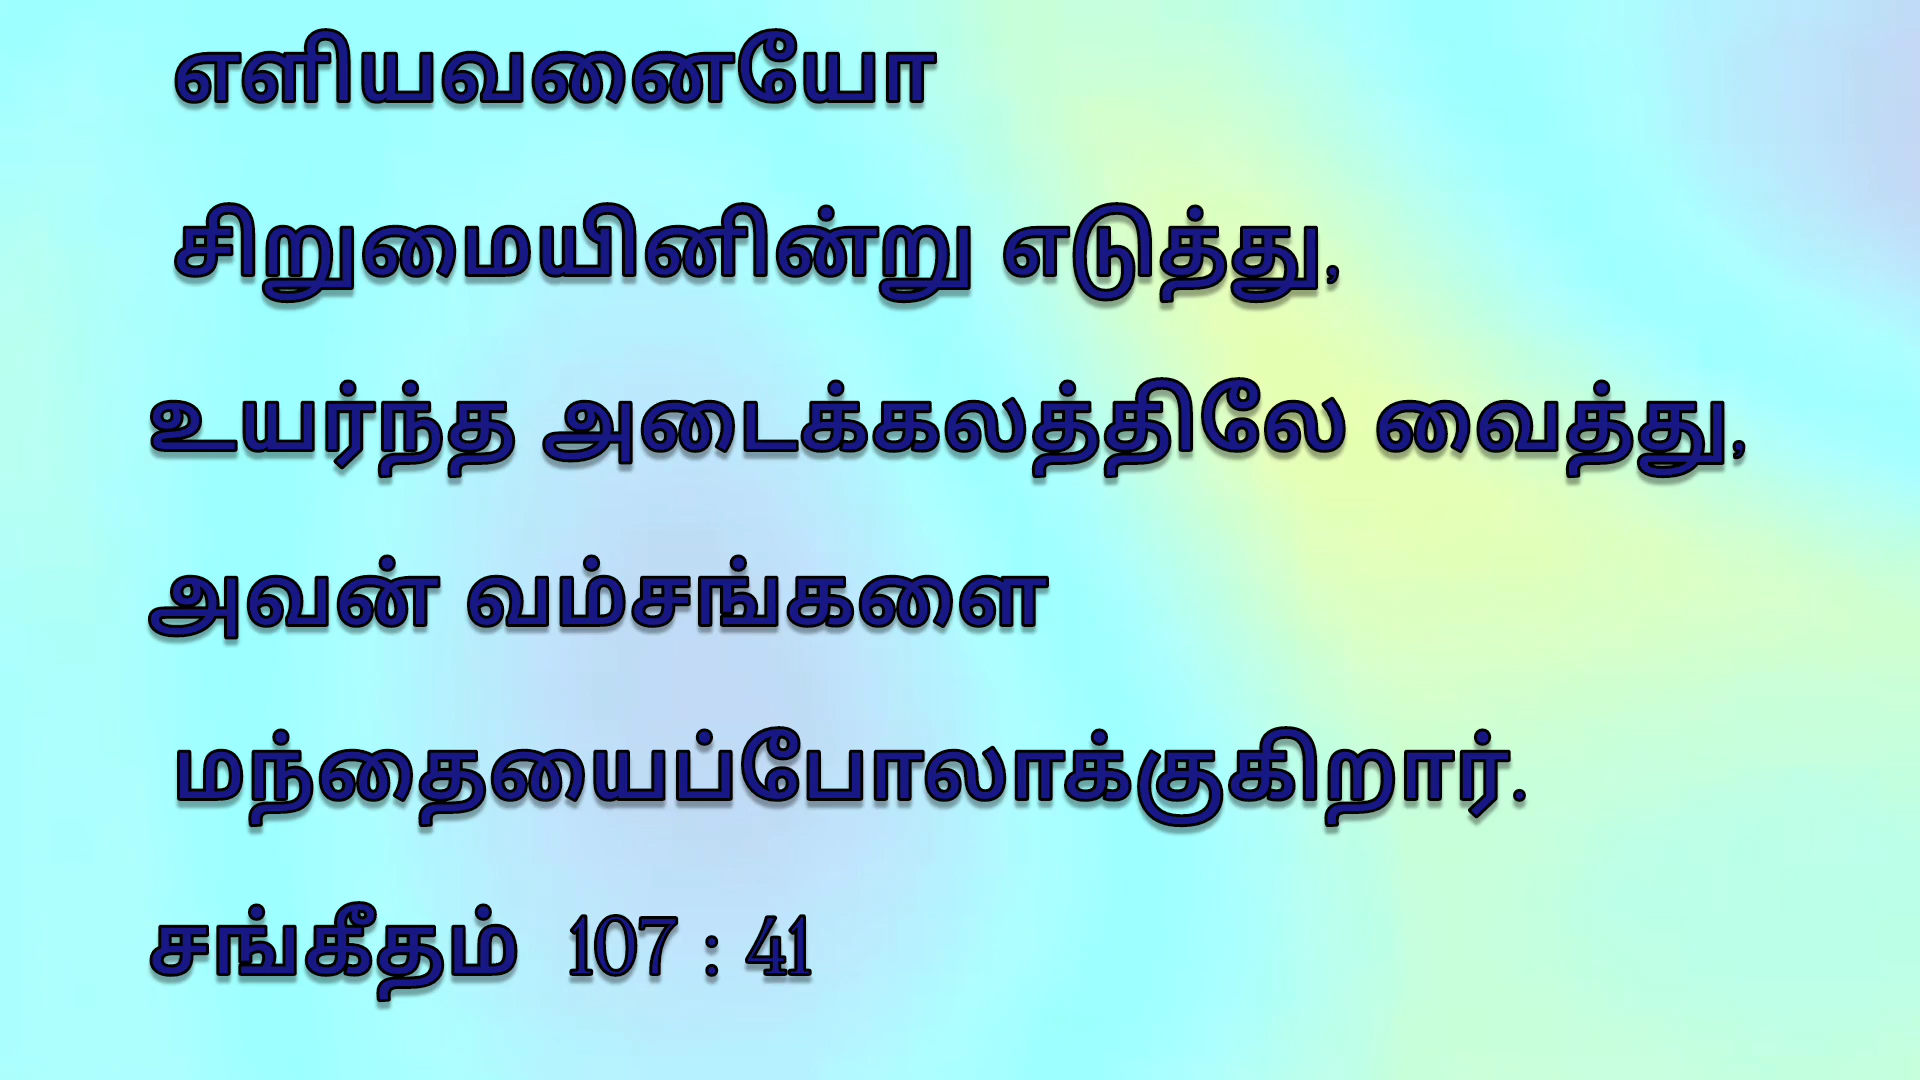 எளியவனையோ
சிறுமையினின்று எடுத்து,
உயர்ந்த அடைக்கலத்திலே வைத்து,
அவன் வம்சங்களை
மந்தையைப்போலாக்குகிறார்.
சங்கீதம் 107 : 41